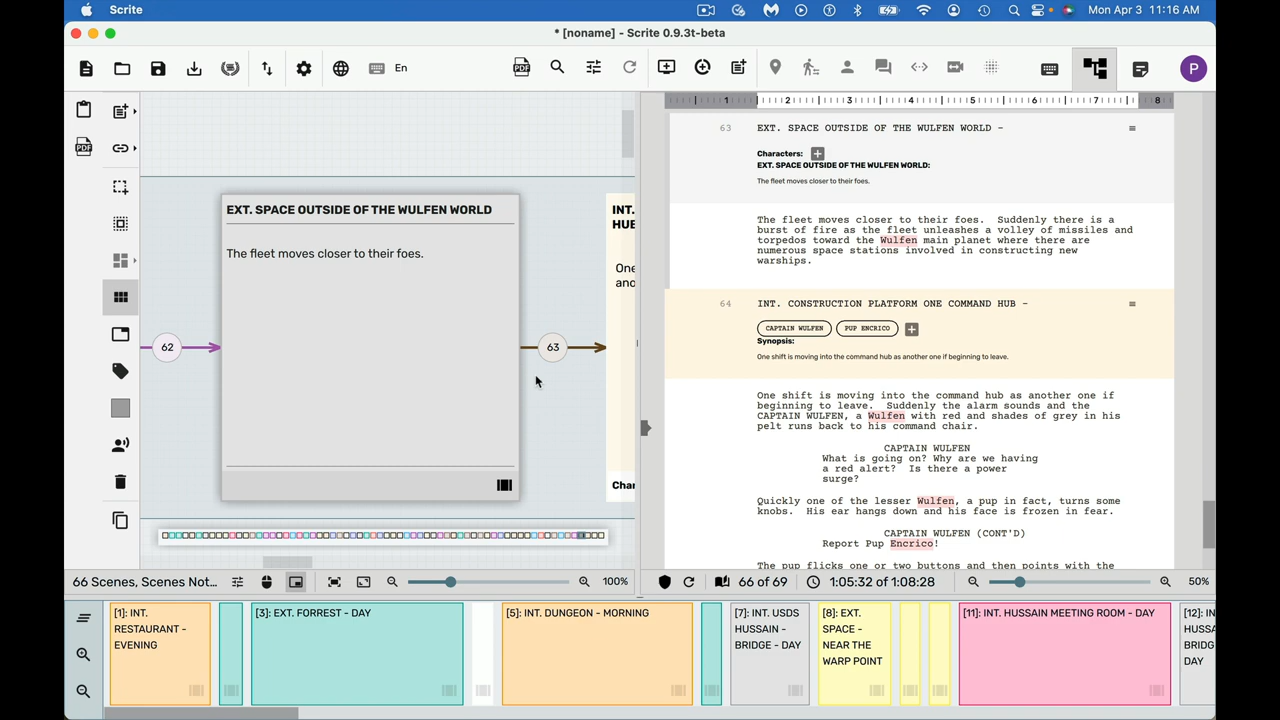 Scrite
Mon Apr 3 11:16 AM
* [noname] - Scrite 0.9.3t-beta
PDF
En
PDF
P
1 2 3 4 5 6 7 8
PDF
EXT. SPACE OUTSIDE OF THE WULFEN WORLD
The fleet moves closer to their foes.
62
63
INT.
HUB
One
ano
Char
63 EXT. SPACE OUTSIDE OF THE WULFEN WORLD -
Characters:
EXT. SPACE OUTSIDE OF THE WULFEN WORLD:
The fleet moves closer to their foes.
The fleet moves closer to their foes. Suddenly there is a
burst of fire as the fleet unleashes a volley of missiles and
torpedos toward the Wulfen main planet where there are
numerous space stations involved in constructing new
warships.
64 INT. CONSTRUCTION PLATFORM ONE COMMAND HUB -
CAPTAIN WULFEN PUP ENCRICO
Synopsis:
One shift is moving into the command hub as another one if beginning to leave.
One shift is moving into the command hub as another one if
beginning to leave. Suddenly the alarm sounds and the
CAPTAIN WULFEN, a Wulfen with red and shades of grey in his
pelt runs back to his command chair.
CAPTAIN WULFEN
What is going on? Why are we having
a red alert? Is there a power
surge?
Quickly one of the lesser Wulfen, a pup in fact, turns some
knobs. His ear hangs down and his face is frozen in fear.
CAPTAIN WULFEN (CONT'D)
Report Pup Encrico!
The pup flicks one or two buttons and then points with the
66 Scenes, Scenes Not...
100%
66 of 69
1:05:32 of 1:08:28
50%
[1]: INT.
RESTAURANT -
EVENING
[3]: EXT. FORREST - DAY
[5]: INT. DUNGEON - MORNING
[7]: INT. USDS
HUSSAIN -
BRIDGE - DAY
[8]: EXT.
SPACE -
NEAR THE
WARP POINT
[11]: INT. HUSSAIN MEETING ROOM - DAY
[12]: IN
HUSSA
BRIDG
DAY